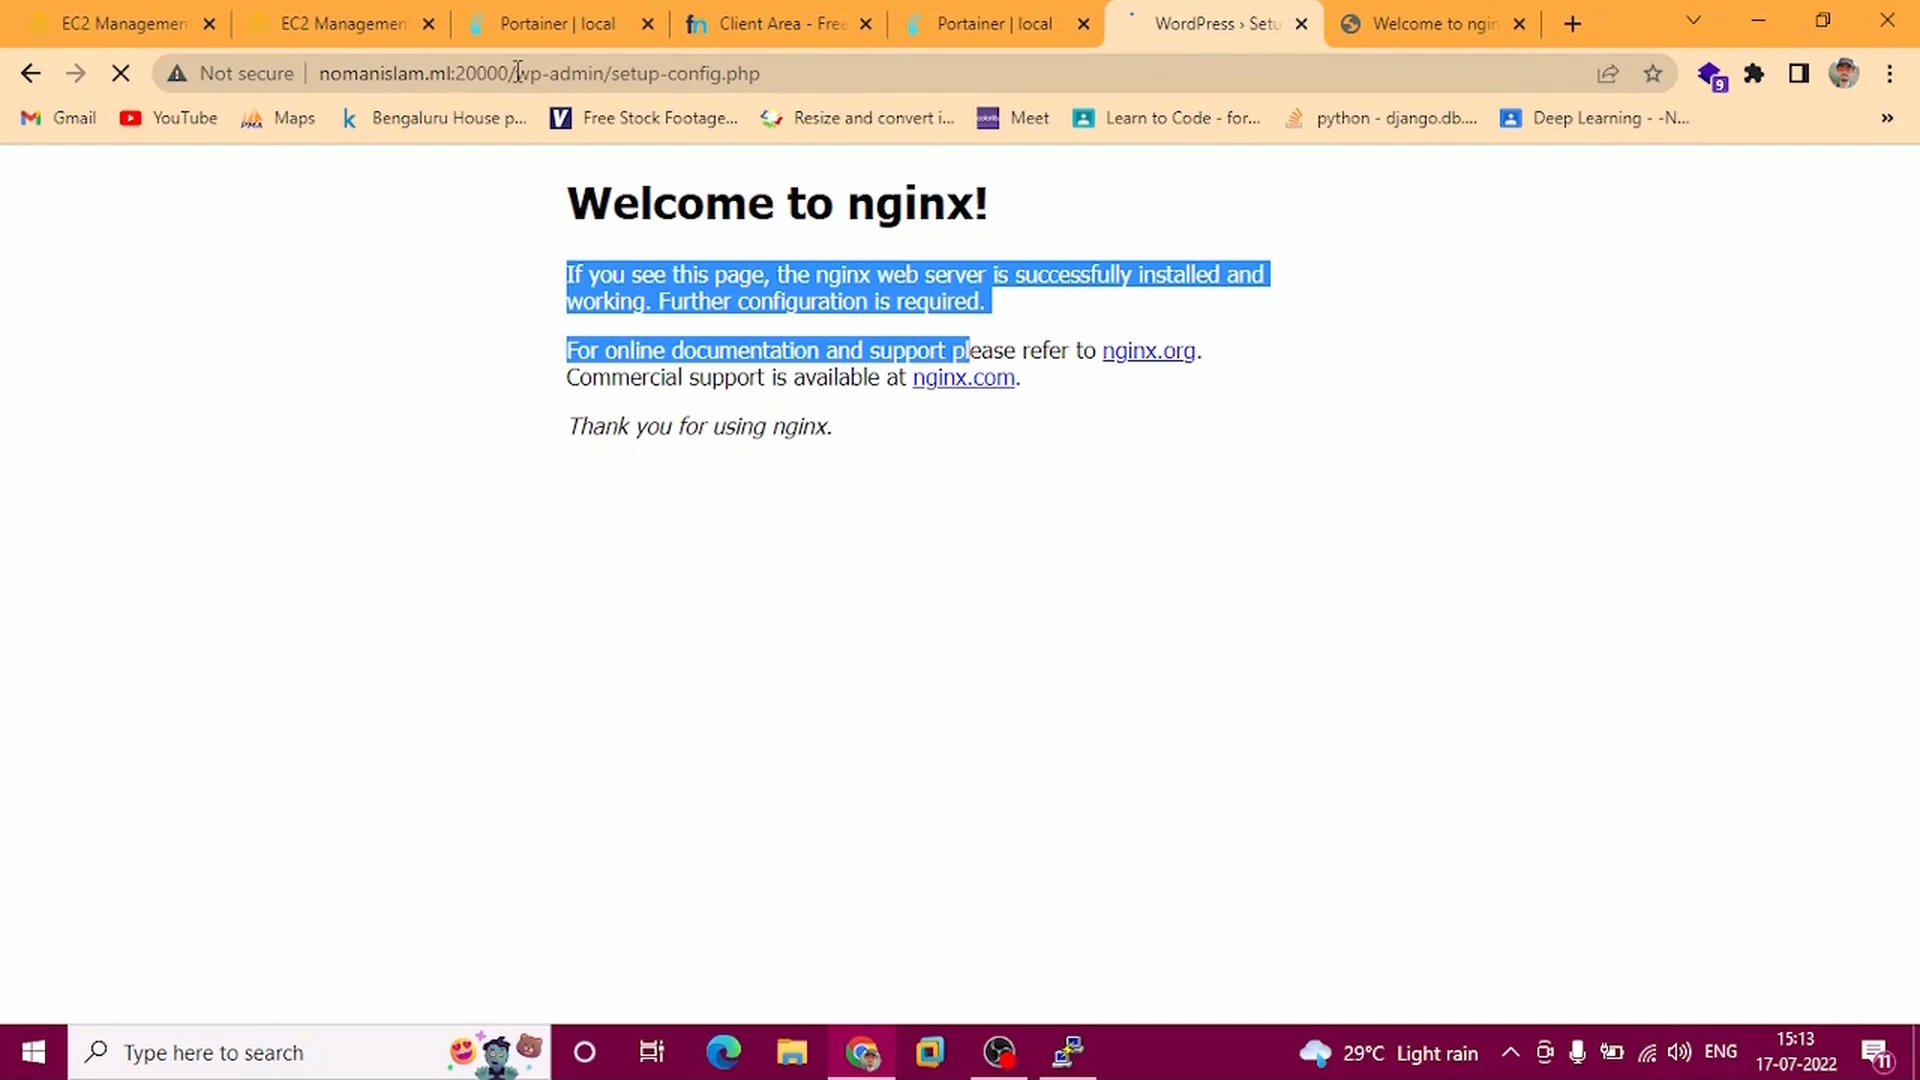 EC2 Management
EC2 Management
Portainer | local
Client Area - Free
Portainer | local
WordPress › Setu
Welcome to ngin
Not secure
nomanislam.ml:20000/wp-admin/setup-config.php
9
Gmail
YouTube
Maps
Bengaluru House p...
Free Stock Footage...
Resize and convert i...
Meet
Learn to Code - for...
python - django.db....
Deep Learning - -N...
»
Welcome to nginx!
If you see this page, the nginx web server is successfully installed and
working. Further configuration is required.
For online documentation and support please refer to nginx.org.
Commercial support is available at nginx.com.
Thank you for using nginx.
Type here to search
29°C Light rain
ENG
15:13
17-07-2022
11